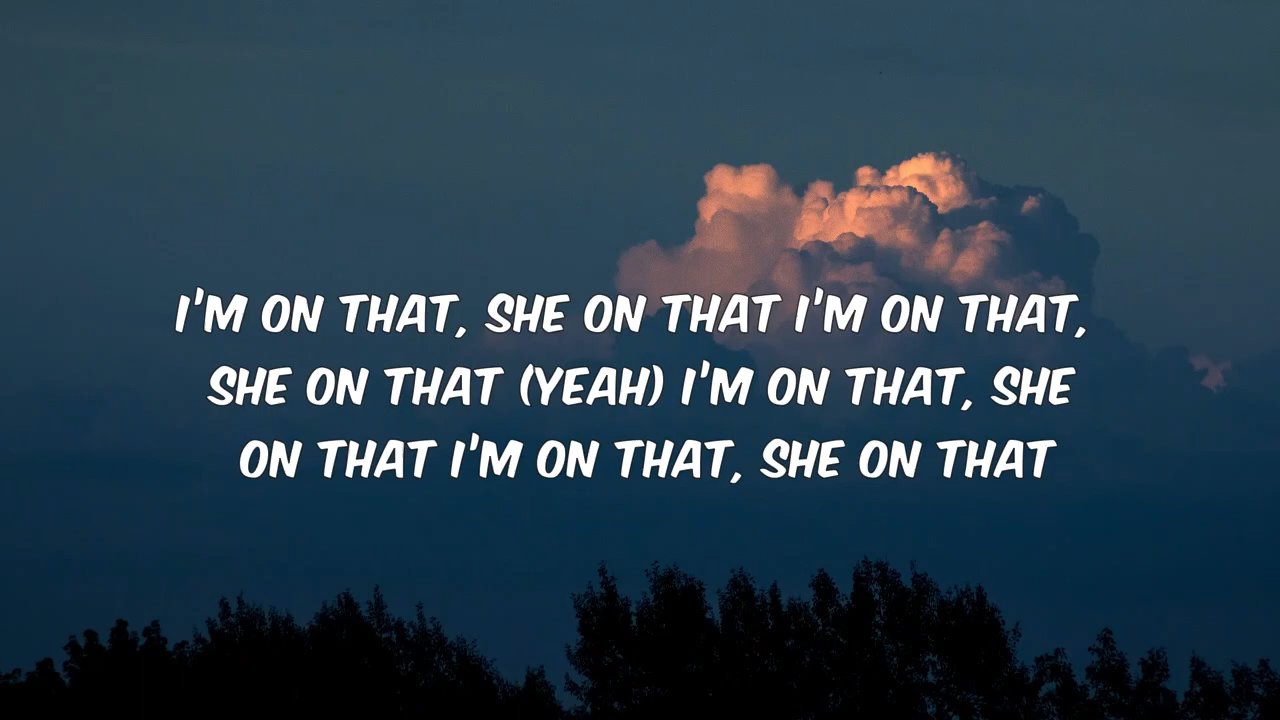 I'M ON THAT, SHE ON THAT I'M ON THAT,
SHE ON THAT (YEAH) I'M ON THAT, SHE
ON THAT I'M ON THAT, SHE ON THAT